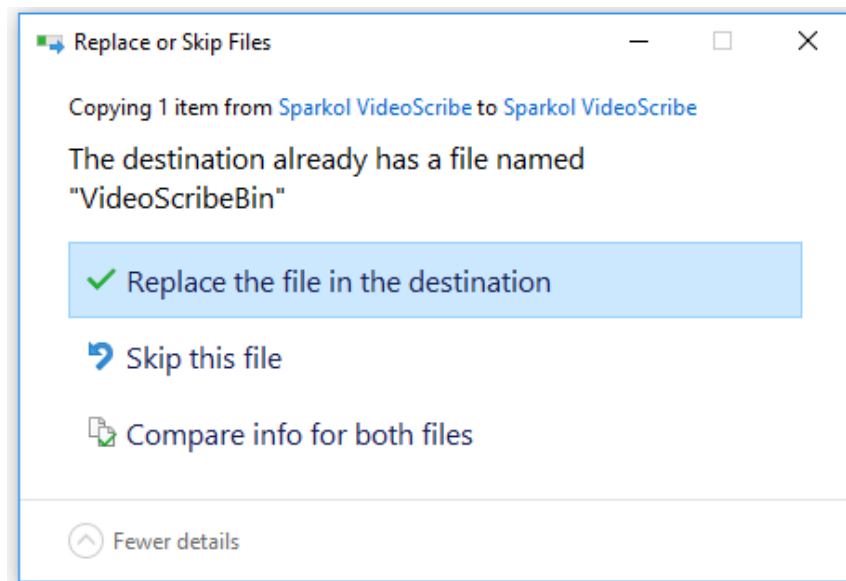 Replace or Skip Files
Copying 1 item from Sparkol VideoScribe to Sparkol VideoScribe
The destination already has a file named
"VideoScribeBin"
Replace the file in the destination
Skip this file
Compare info for both files
Fewer details